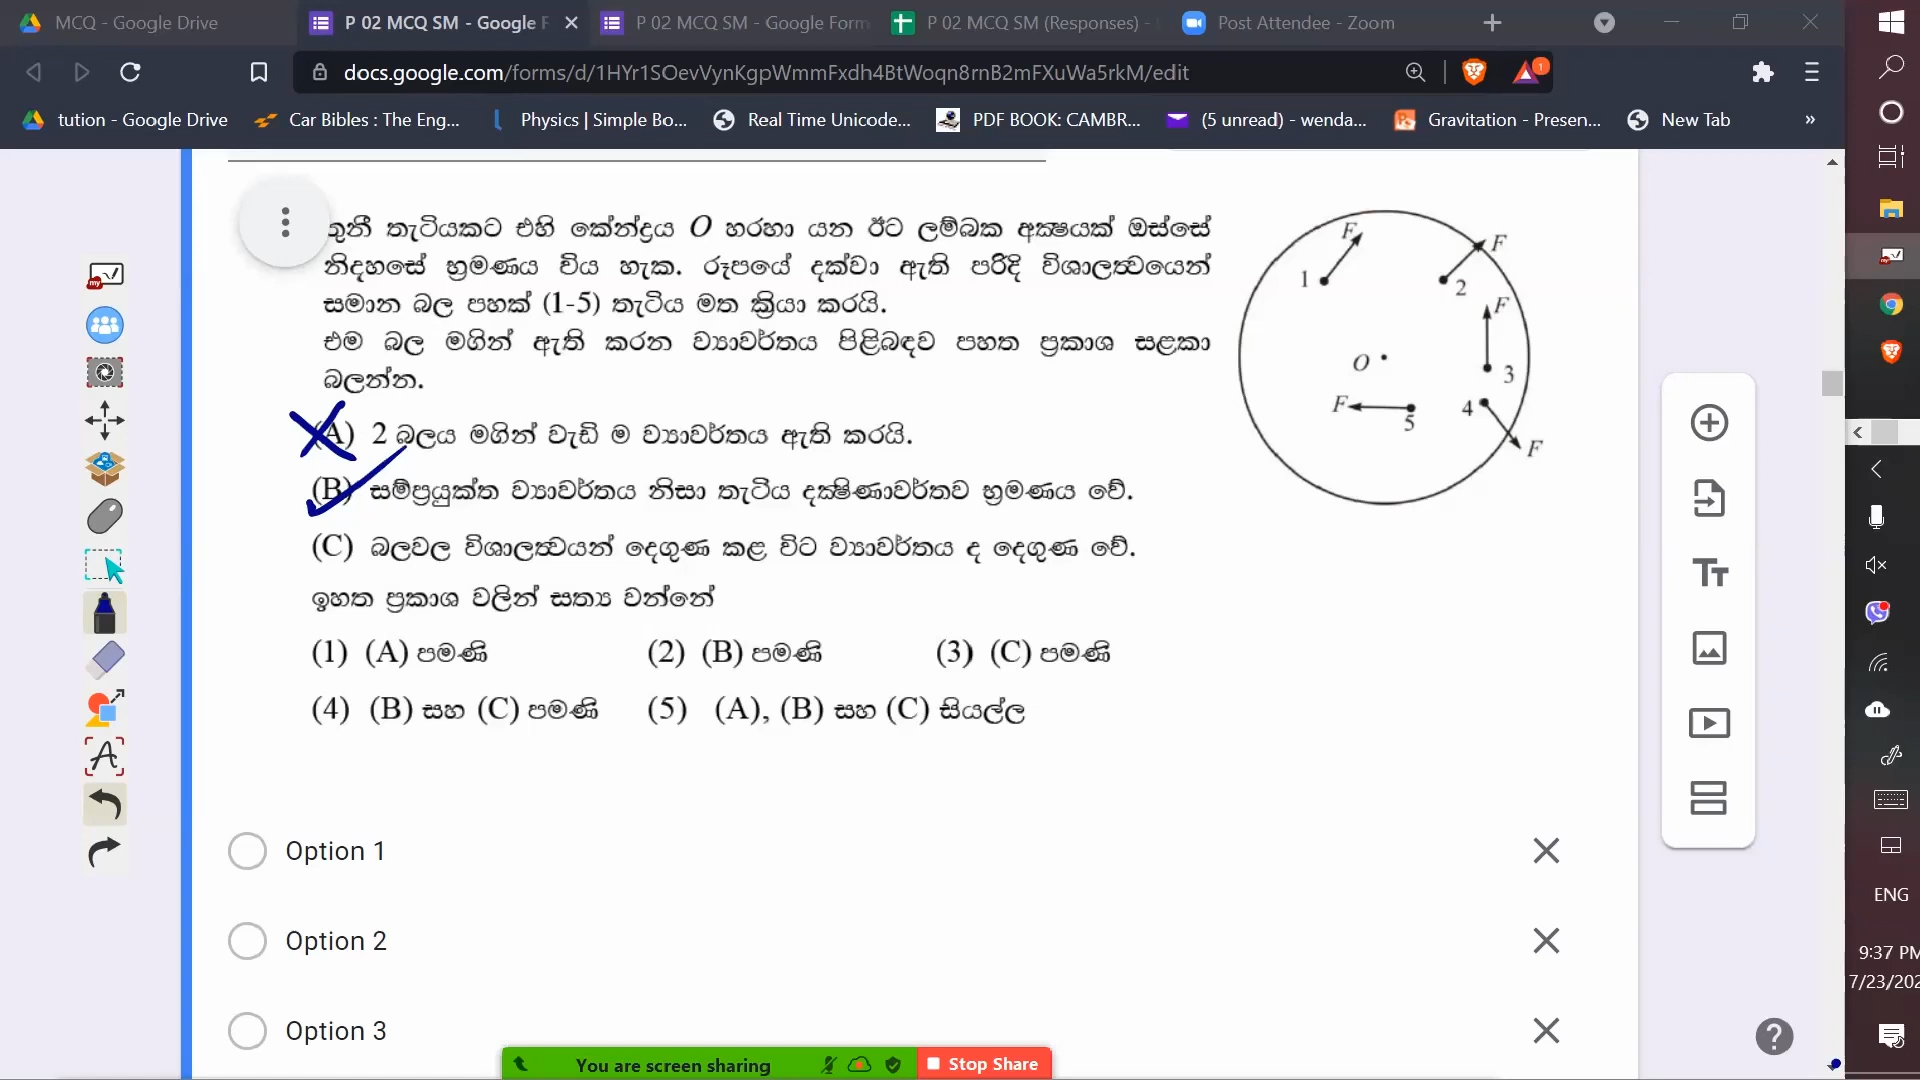 MCQ - Google Drive
P 02 MCQ SM - Google F
P 02 MCQ SM - Google Form
P 02 MCQ SM (Responses) -
Post Attendee - Zoom
docs.google.com/forms/d/1HYr1SOevVynKgpWmmFxdh4BtWoqn8rnB2mFXuWa5rkM/edit
1
tution - Google Drive
Car Bibles : The Eng...
Physics | Simple Bo...
Real Time Unicode...
PDF BOOK: CAMBR...
(5 unread) - wenda...
Gravitation - Presen...
New Tab
»
තුනී තැටියකට එහි කේන්ද්‍රය O හරහා යන ඊට ලම්බක අක්‍ෂයක් ඔස්සේ
නිදහසේ භ්‍රමණය විය හැක. රූපයේ දක්වා ඇති පරිදි විශාලත්වයෙන්
සමාන බල පහක් (1-5) තැටිය මත ක්‍රියා කරයි.
එම බල මගින් ඇති කරන ව්‍යාවර්තය පිළිබඳව පහත ප්‍රකාශ සළකා
බලන්න.
(A) 2 බලය මගින් වැඩි ම ව්‍යාවර්තය ඇති කරයි.
(B) සම්ප්‍රයුක්ත ව්‍යාවර්තය නිසා තැටිය දක්‍ෂිණාවර්තව භ්‍රමණය වේ.
(C) බලවල විශාලත්වයන් දෙගුණ කළ විට ව්‍යාවර්තය ද දෙගුණ වේ.
ඉහත ප්‍රකාශ වලින් සත්‍ය වන්නේ
(1) (A) පමණි (2) (B) පමණි (3) (C) පමණි
(4) (B) සහ (C) පමණි (5) (A), (B) සහ (C) සියල්ල
F
1
F
2
F
3
O
F
5
4
F
Option 1
Option 2
Option 3
You are screen sharing
Stop Share
ENG
9:37 PM
7/23/202